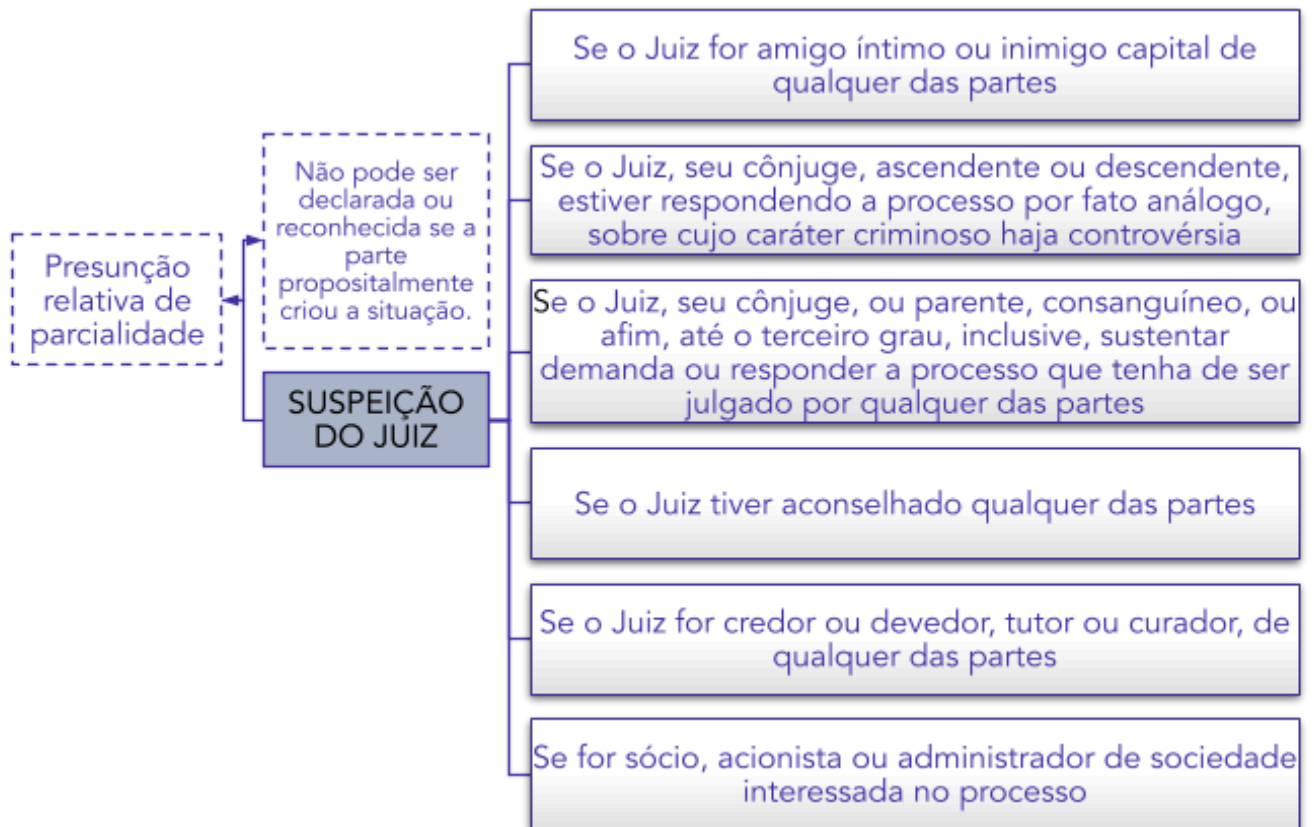 Presunção
relativa de
parcialidade
Não pode ser
declarada ou
reconhecida se a
parte
propositalmente
criou a situação.
SUSPEIÇÃO
DO JUIZ
Se o Juiz for amigo íntimo ou inimigo capital de
qualquer das partes
Se o Juiz, seu cônjuge, ascendente ou descendente,
estiver respondendo a processo por fato análogo,
sobre cujo caráter criminoso haja controvérsia
Se o Juiz, seu cônjuge, ou parente, consanguíneo, ou
afim, até o terceiro grau, inclusive, sustentar
demanda ou responder a processo que tenha de ser
julgado por qualquer das partes
Se o Juiz tiver aconselhado qualquer das partes
Se o Juiz for credor ou devedor, tutor ou curador, de
qualquer das partes
Se for sócio, acionista ou administrador de sociedade
interessada no processo